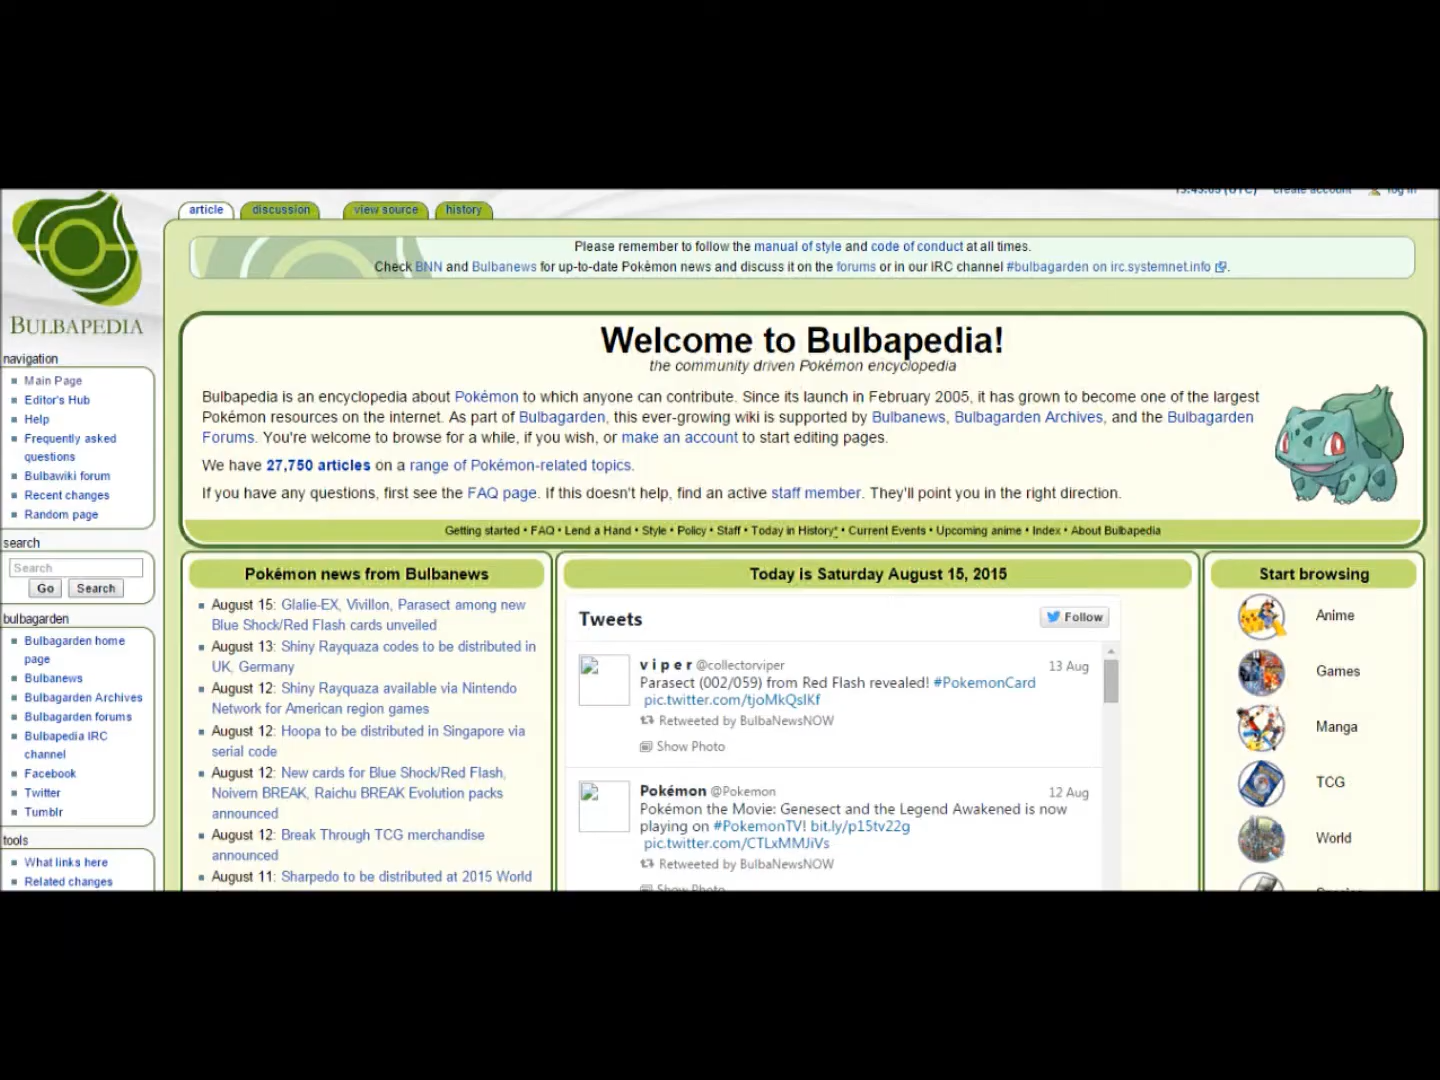 create account
log in
article
discussion
view source
history
Please remember to follow the manual of style and code of conduct at all times.
Check BNN and Bulbanews for up-to-date Pokémon news and discuss it on the forums or in our IRC channel #bulbagarden on irc.systemnet.info.
BULBAPEDIA
navigation
Main Page
Editor's Hub
Help
Frequently asked
questions
Bulbawiki forum
Recent changes
Random page
search
Search
Go
Search
bulbagarden
Bulbagarden home
page
Bulbanews
Bulbagarden Archives
Bulbagarden forums
Bulbapedia IRC
channel
Facebook
Twitter
Tumblr
tools
What links here
Related changes
Welcome to Bulbapedia!
the community driven Pokémon encyclopedia
Bulbapedia is an encyclopedia about Pokémon to which anyone can contribute. Since its launch in February 2005, it has grown to become one of the largest
Pokémon resources on the internet. As part of Bulbagarden, this ever-growing wiki is supported by Bulbanews, Bulbagarden Archives, and the Bulbagarden
Forums. You're welcome to browse for a while, if you wish, or make an account to start editing pages.
We have 27,750 articles on a range of Pokémon-related topics.
If you have any questions, first see the FAQ page. If this doesn't help, find an active staff member. They'll point you in the right direction.
Getting started • FAQ • Lend a Hand • Style • Policy • Staff • Today in History* • Current Events • Upcoming anime • Index • About Bulbapedia
Pokémon news from Bulbanews
August 15: Glalie-EX, Vivillon, Parasect among new
Blue Shock/Red Flash cards unveiled
August 13: Shiny Rayquaza codes to be distributed in
UK, Germany
August 12: Shiny Rayquaza available via Nintendo
Network for American region games
August 12: Hoopa to be distributed in Singapore via
serial code
August 12: New cards for Blue Shock/Red Flash,
Noivern BREAK, Raichu BREAK Evolution packs
announced
August 12: Break Through TCG merchandise
announced
August 11: Sharpedo to be distributed at 2015 World
Today is Saturday August 15, 2015
Tweets
Follow
v i p e r @collectorviper 13 Aug
Parasect (002/059) from Red Flash revealed! #PokemonCard
pic.twitter.com/tjoMkQslKf
Retweeted by BulbaNewsNOW
Show Photo
Pokémon @Pokemon 12 Aug
Pokémon the Movie: Genesect and the Legend Awakened is now
playing on #PokemonTV! bit.ly/p15tv22g
pic.twitter.com/CTLxMMJiVs
Retweeted by BulbaNewsNOW
Show Photo
Start browsing
Anime
Games
Manga
TCG
World